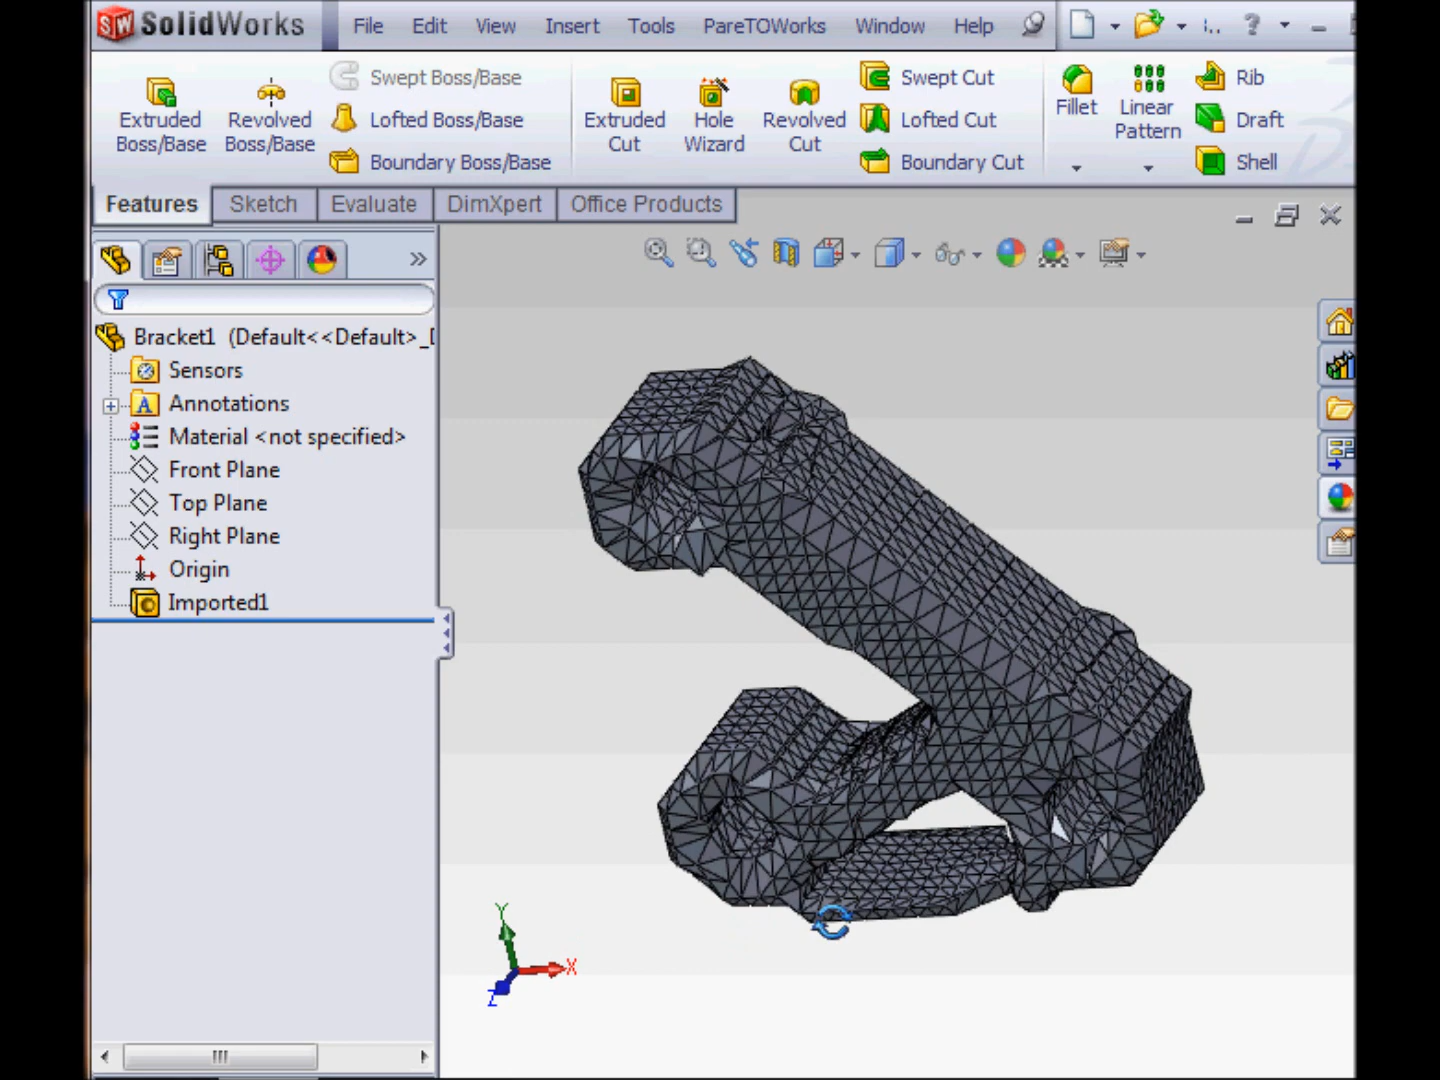 SolidWorks File Edit View Insert Tools PareTOWorks Window Help
Extruded Boss/Base
Revolved Boss/Base
Swept Boss/Base
Lofted Boss/Base
Boundary Boss/Base
Extruded Cut
Hole Wizard
Revolved Cut
Swept Cut
Lofted Cut
Boundary Cut
Fillet
Linear Pattern
Rib
Draft
Shell
Features Sketch Evaluate DimXpert Office Products
Bracket1 (Default<<Default>_D
Sensors
Annotations
Material <not specified>
Front Plane
Top Plane
Right Plane
Origin
Imported1
Y
X
Z